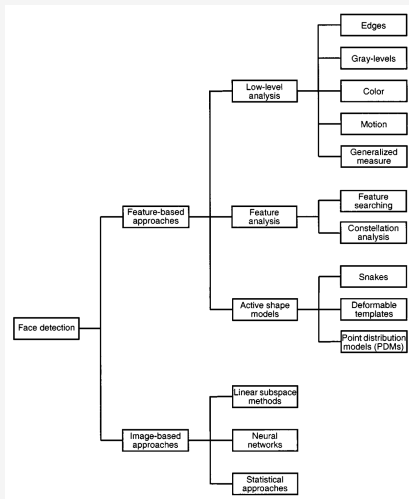 Edges
Gray-levels
Low-level
analysis
Color
Motion
Generalized
measure
Feature
searching
Feature-based
approaches
Feature
analysis
Constellation
analysis
Snakes
Active shape
models
Deformable
templates
Face detection
Point distribution
models (PDMs)
Linear subspace
methods
Image-based
approaches
Neural
networks
Statistical
approaches